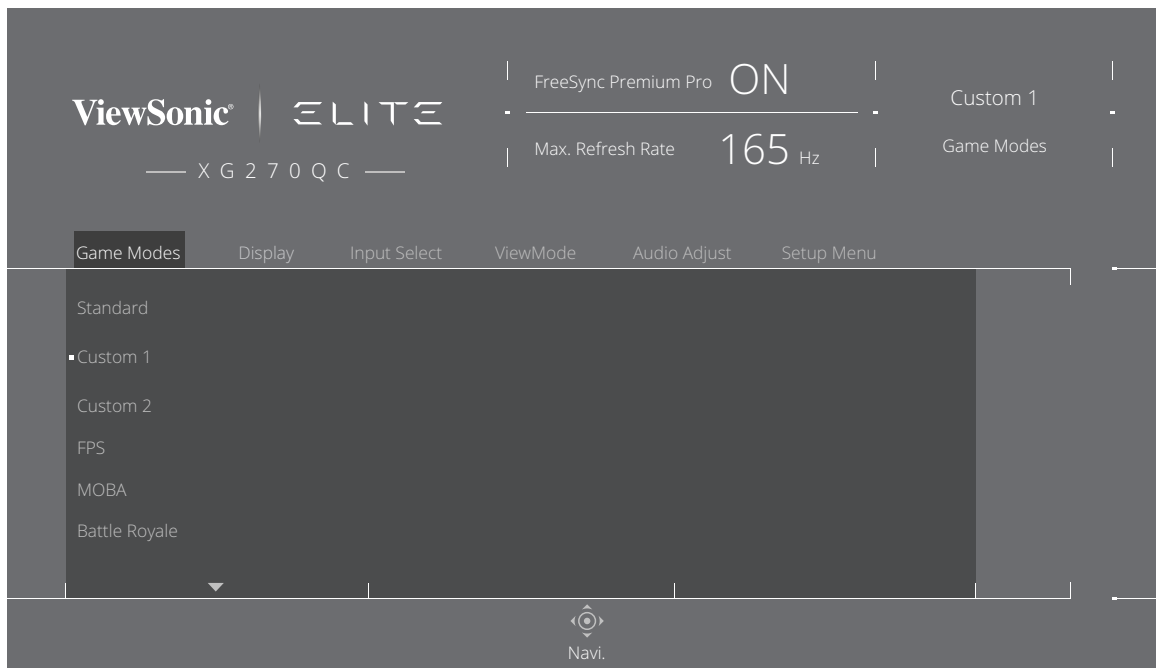 ViewSonic® ELITE
XG270QC
FreeSync Premium Pro ON
Max. Refresh Rate 165 Hz
Custom 1
Game Modes
Game Modes Display Input Select ViewMode Audio Adjust Setup Menu
Standard
Custom 1
Custom 2
FPS
MOBA
Battle Royale
Navi.